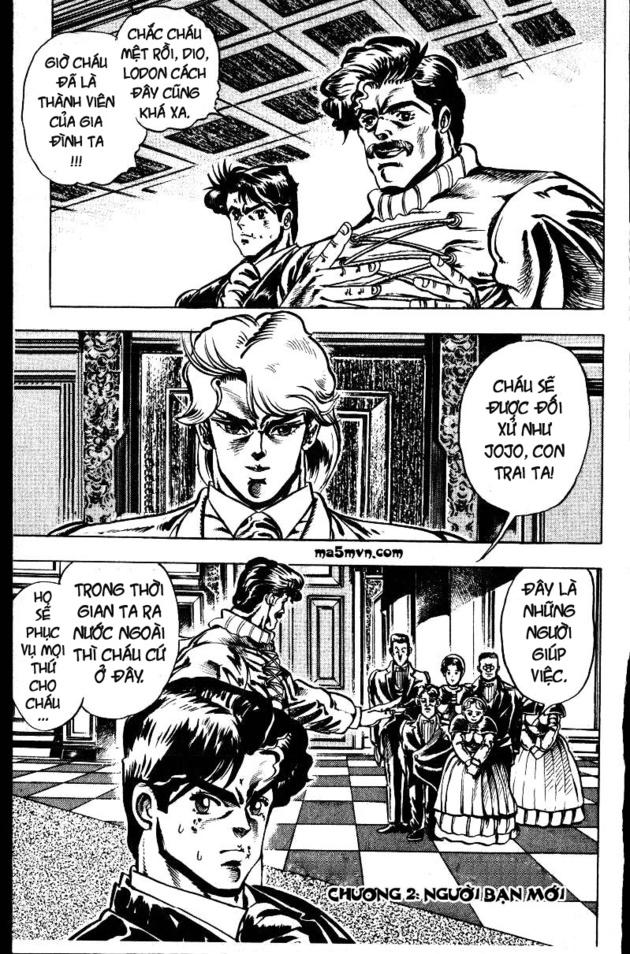 CHẮC CHÁU
MỆT RỒI, DIO,
LODON CÁCH
ĐÂY CŨNG
KHÁ XA.
GIỜ CHÁU
ĐÃ LÀ
THÀNH VIÊN
CỦA GIA
ĐÌNH TA
!!!
CHÁU SẼ
ĐƯỢC ĐỐI
XỬ NHƯ
JOJO, CON
TRAI TA!
ma5mvn.com
ĐÂY LÀ
NHỮNG
NGƯỜI
GIÚP
VIỆC.
TRONG THỜI
GIAN TA RA
NƯỚC NGOÀI
THÌ CHÁU CỨ
Ở ĐÂY.
HỌ
SẼ
PHỤC
VỤ MỌI
THỨ
CHO
CHÁU
...
CHƯƠNG 2: NGƯỜI BẠN MỚI